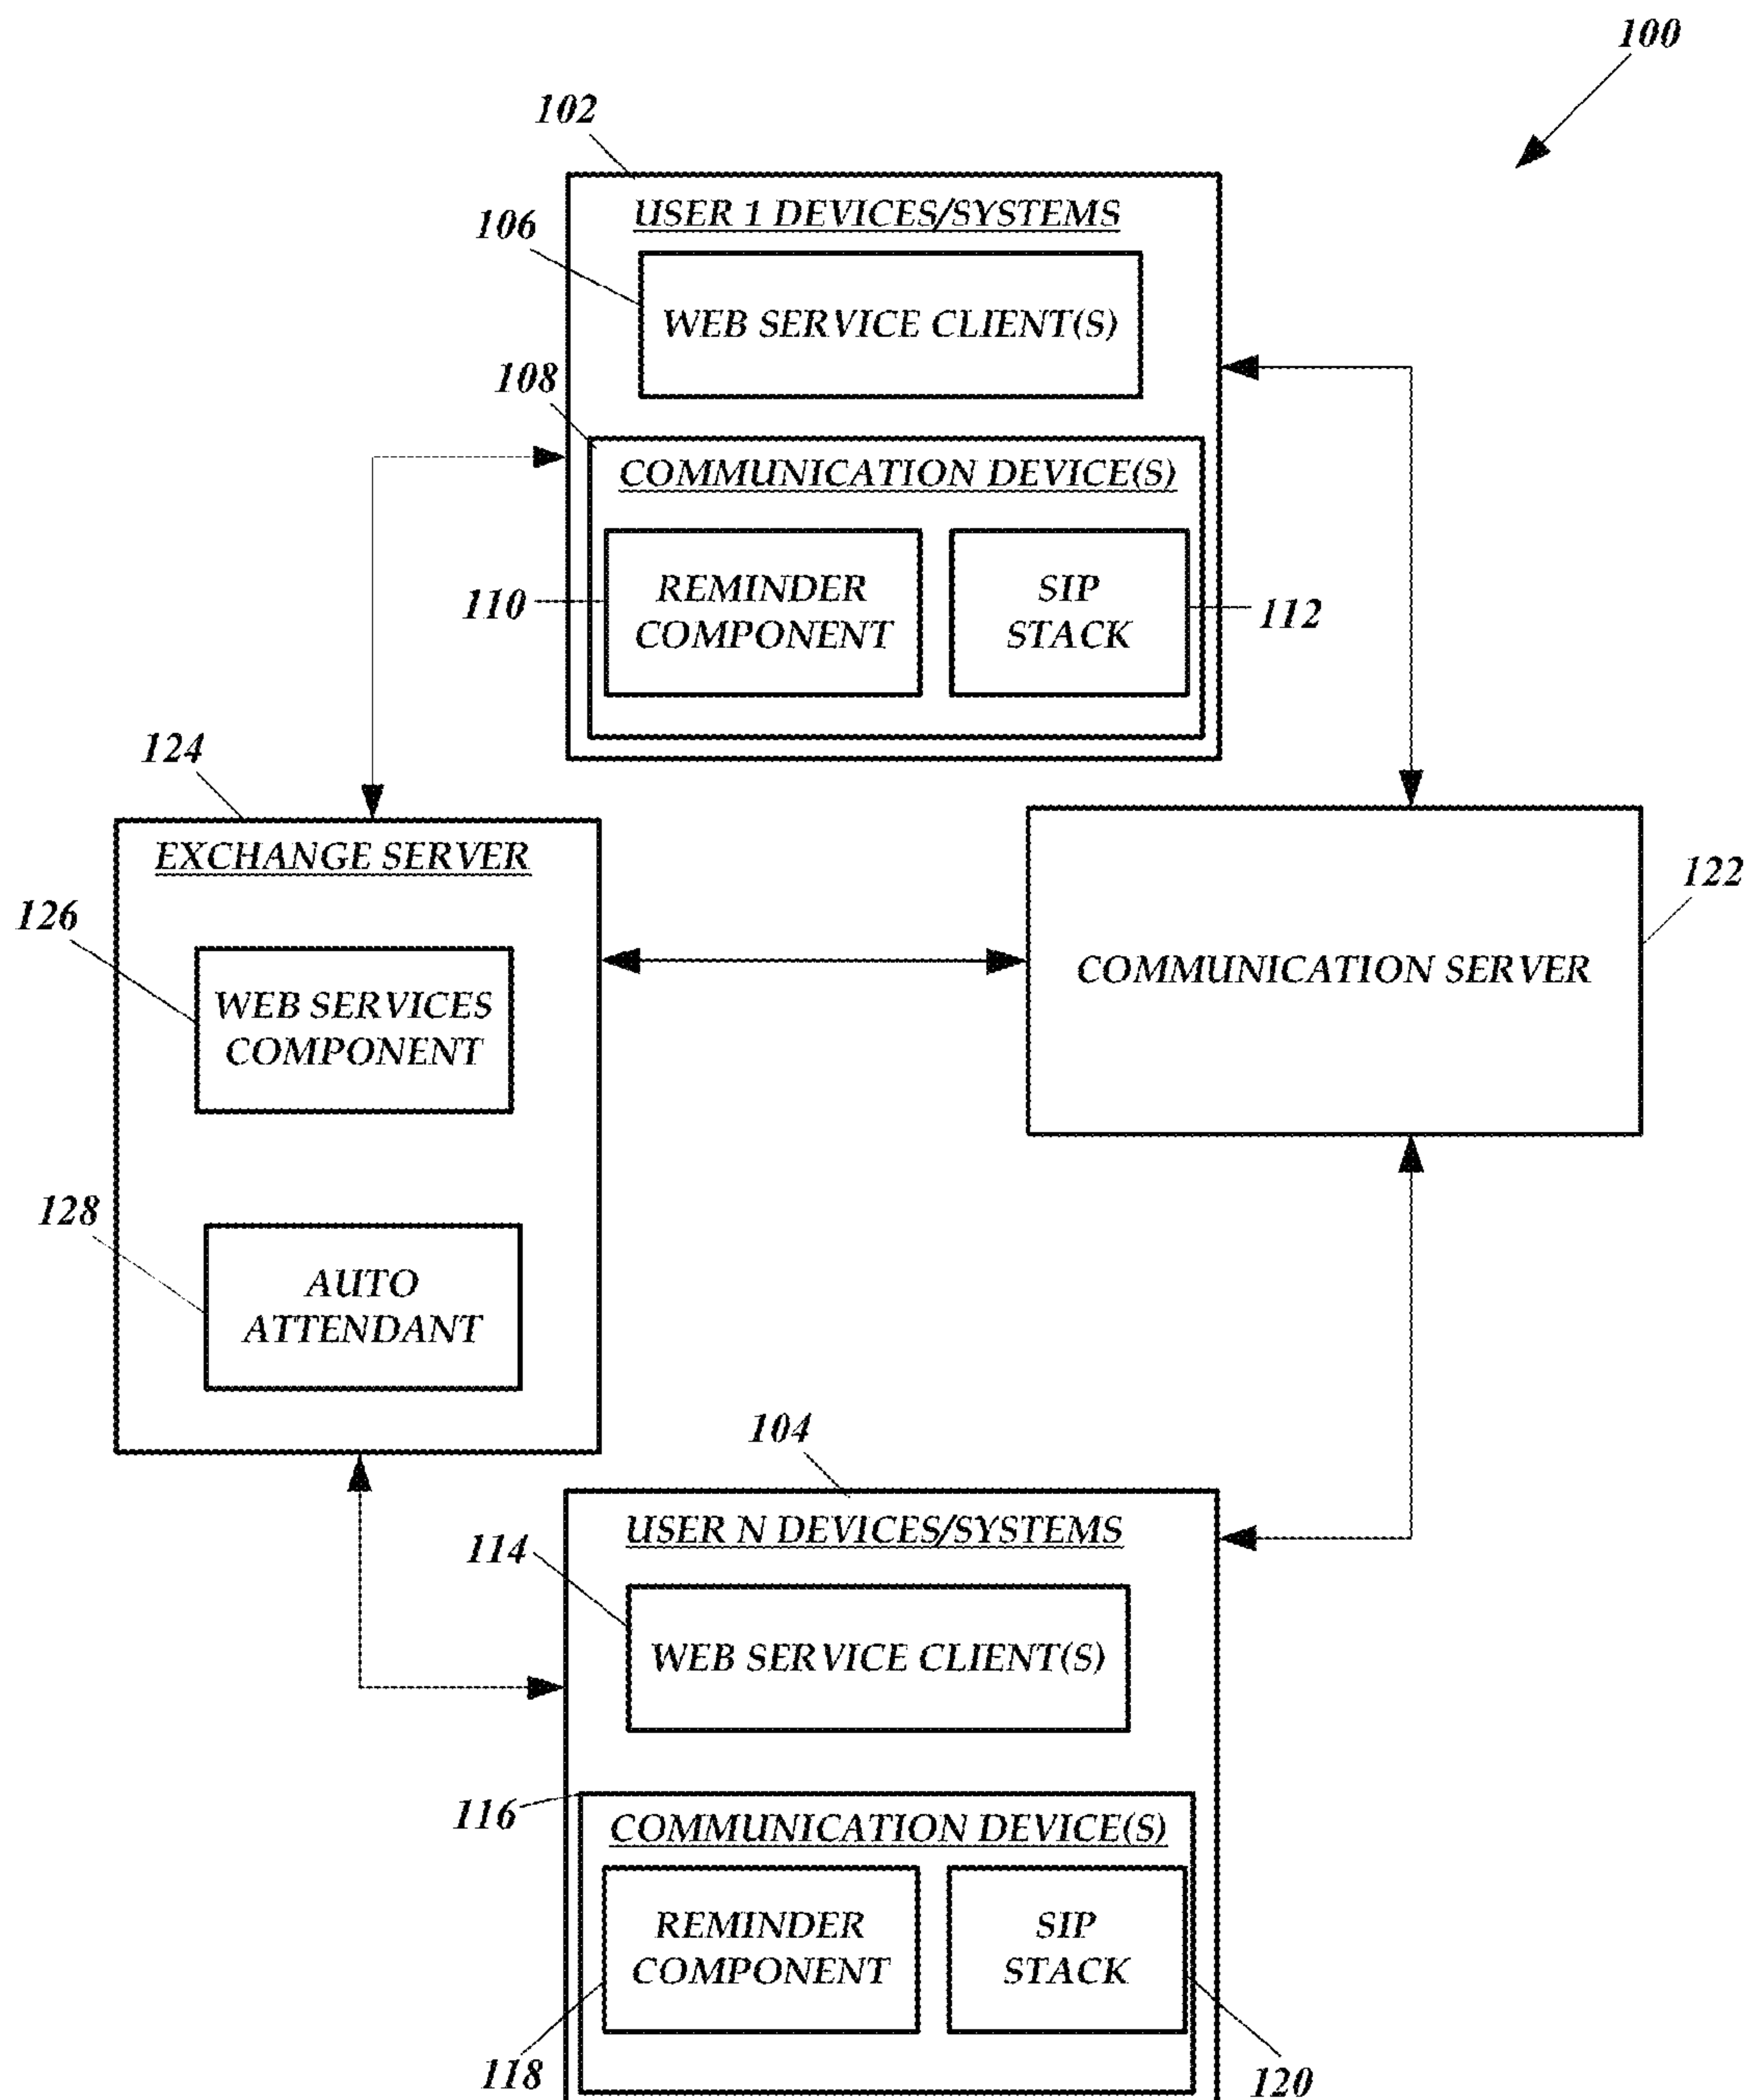 100
102
USER 1 DEVICES/SYSTEMS
106
WEB SERVICE CLIENT(S)
108
COMMUNICATION DEVICE(S)
110
REMINDER
COMPONENT
SIP
STACK
112
124
EXCHANGE SERVER
126
WEB SERVICES
COMPONENT
128
AUTO
ATTENDANT
122
COMMUNICATION SERVER
104
USER N DEVICES/SYSTEMS
114
WEB SERVICE CLIENT(S)
116
COMMUNICATION DEVICE(S)
REMINDER
COMPONENT
SIP
STACK
118
120